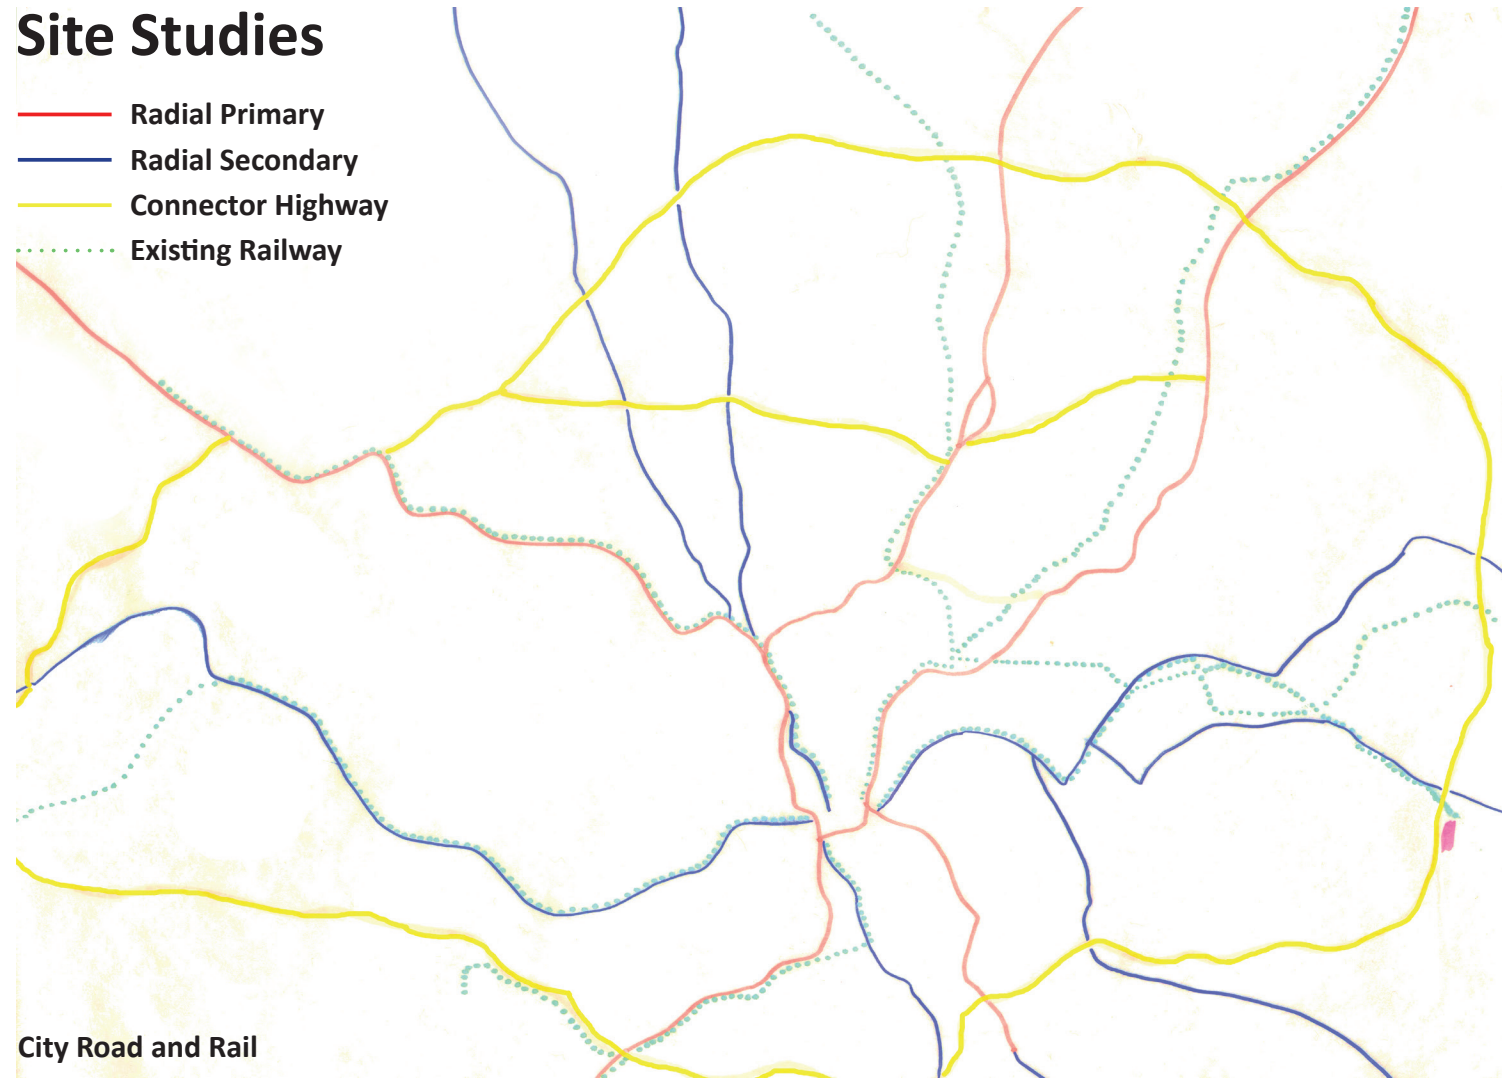 Site Studies
Radial Primary
Radial Secondary
Connector Highway
Existing Railway
City Road and Rail